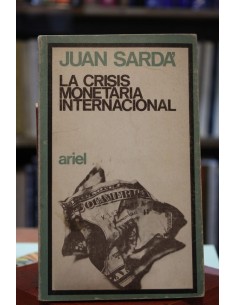 JUAN SARDÁ
LA CRISIS
MONETARIA
INTERNACIONAL
ariel